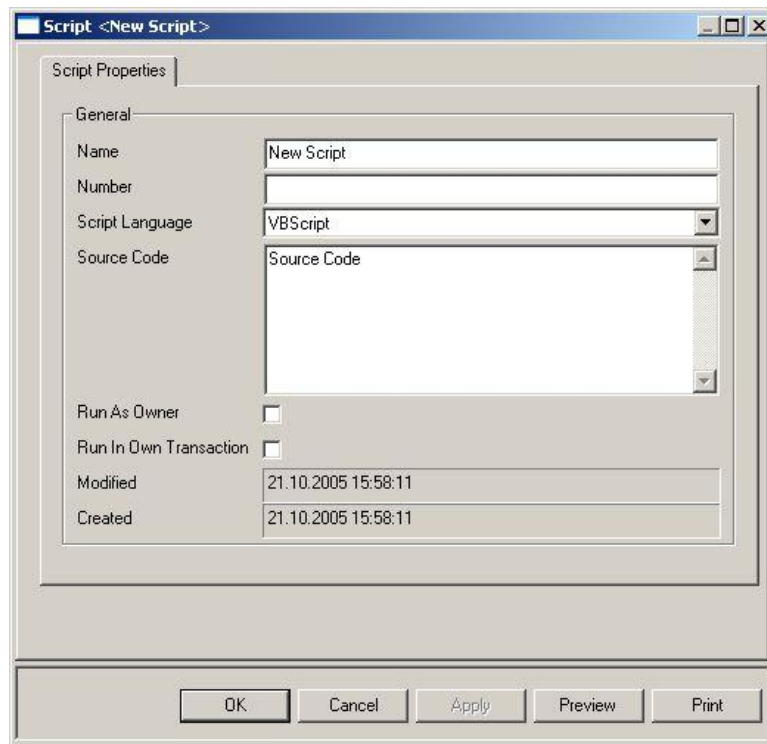 Script <New Script>
Script Properties
General
Name New Script
Number
Script Language VBScript
Source Code Source Code
Run As Owner
Run In Own Transaction
Modified 21.10.2005 15:58:11
Created 21.10.2005 15:58:11
OK Cancel Apply Preview Print